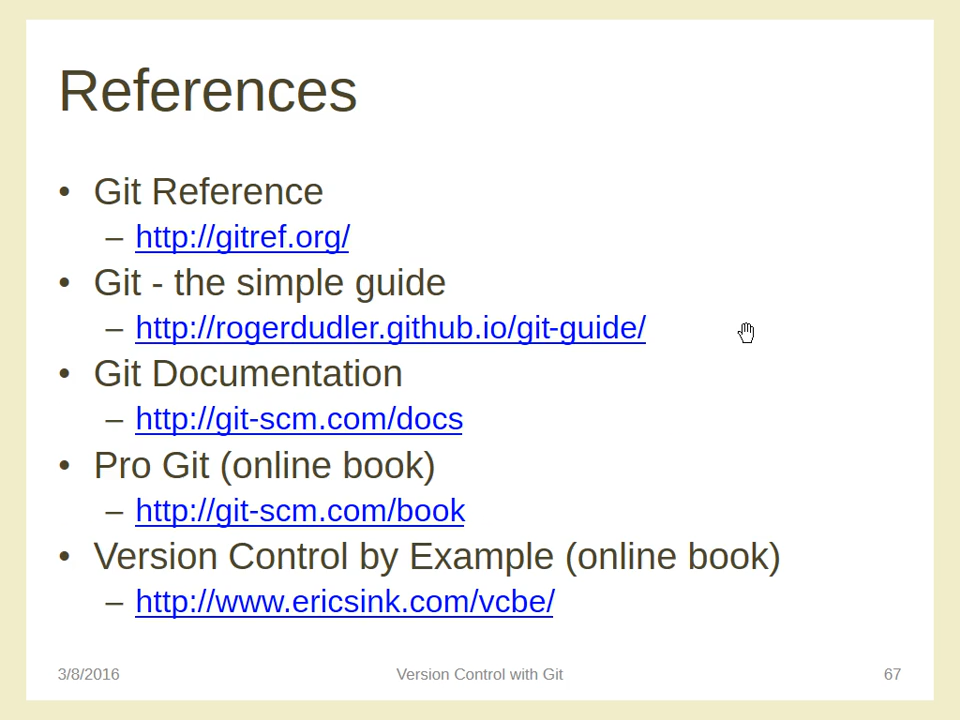 References
• Git Reference
– http://gitref.org/
• Git - the simple guide
– http://rogerdudler.github.io/git-guide/
• Git Documentation
– http://git-scm.com/docs
• Pro Git (online book)
– http://git-scm.com/book
• Version Control by Example (online book)
– http://www.ericsink.com/vcbe/
3/8/2016 Version Control with Git 67